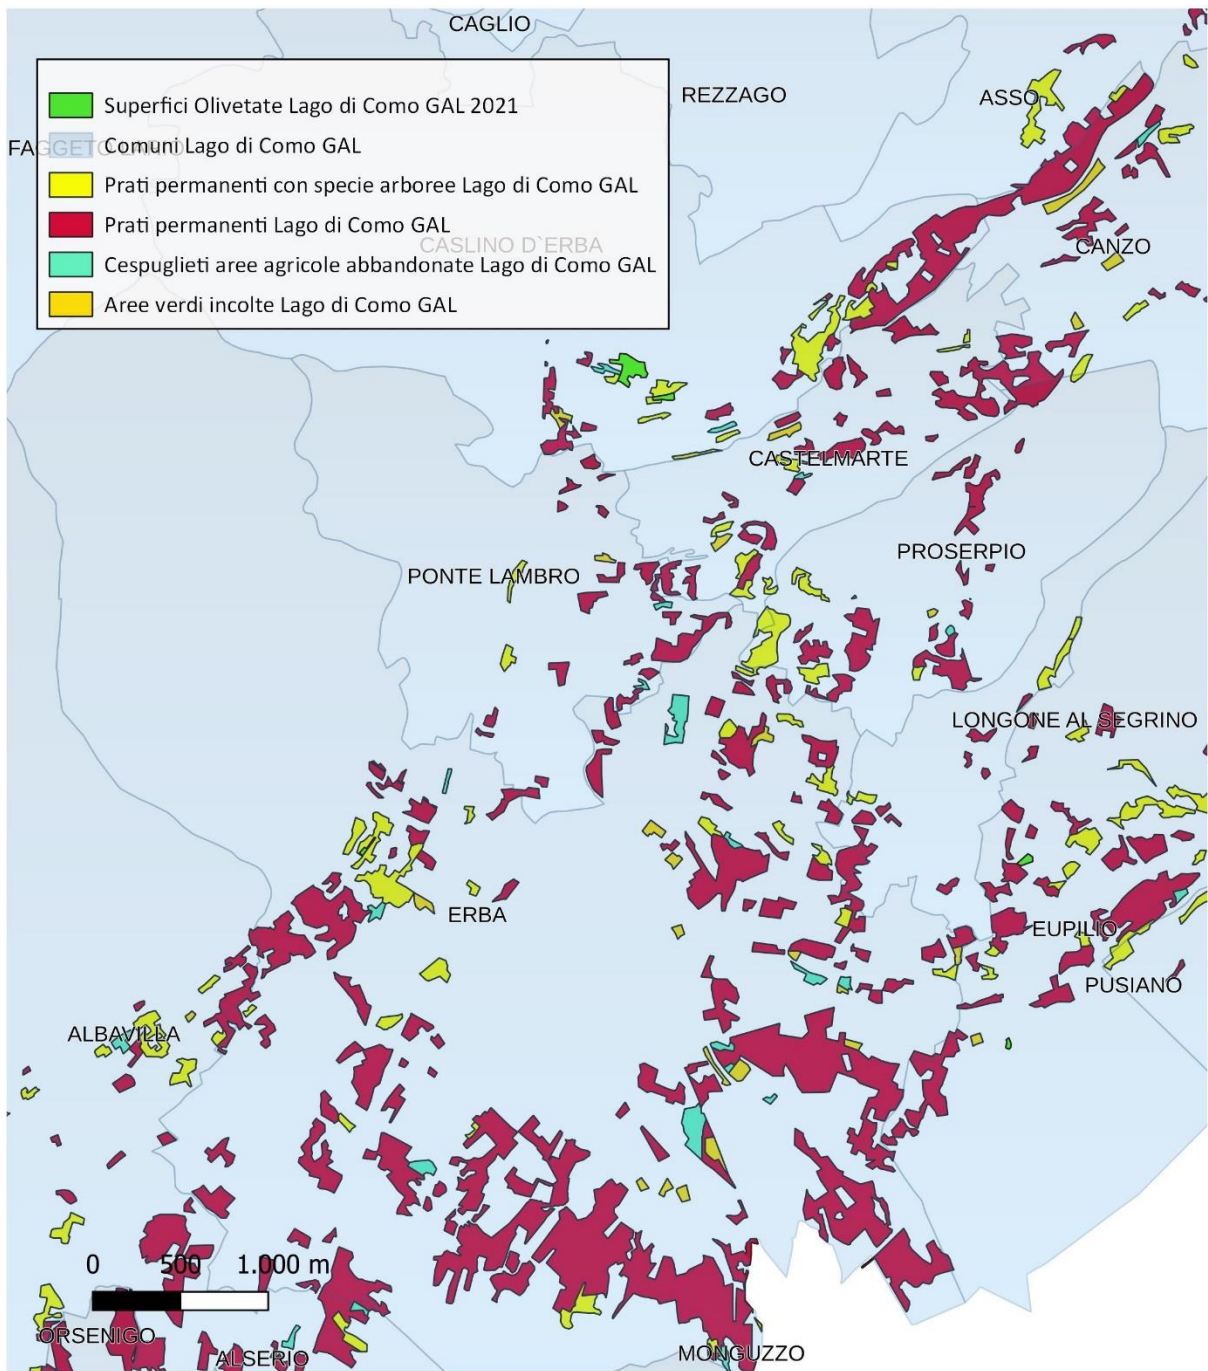 CAGLIO
REZZAGO
ASSO
Superfici Olivetate Lago di Como GAL 2021
FAGGETO LARIO
Comuni Lago di Como GAL
Prati permanenti con specie arboree Lago di Como GAL
Prati permanenti Lago di Como GAL
CASLINO D`ERBA
CANZO
Cespuglieti aree agricole abbandonate Lago di Como GAL
Aree verdi incolte Lago di Como GAL
CASTELMARTE
PROSERPIO
PONTE LAMBRO
LONGONE AL SEGRINO
ERBA
EUPILIO
PUSIANO
ALBAVILLA
0 500 1.000 m
ORSENIGO
ALSERIO
MONGUZZO